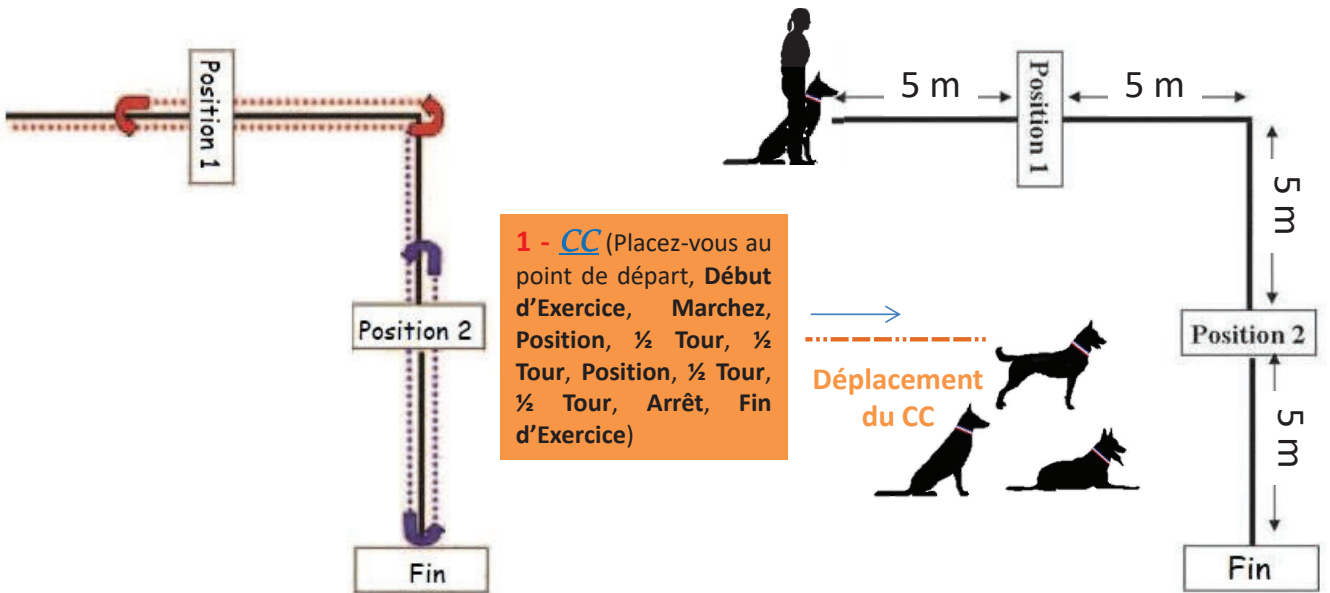 Position 1
Position 2
Fin
1 - CC (Placez-vous au
point de départ, Début
d'Exercice, Marchez,
Position, ½ Tour, ½
Tour, Position, ½ Tour,
½ Tour, Arrêt, Fin
d'Exercice)
Déplacement
du CC
5 m
Position 1
5 m
5 m
Position 2
5 m
Fin